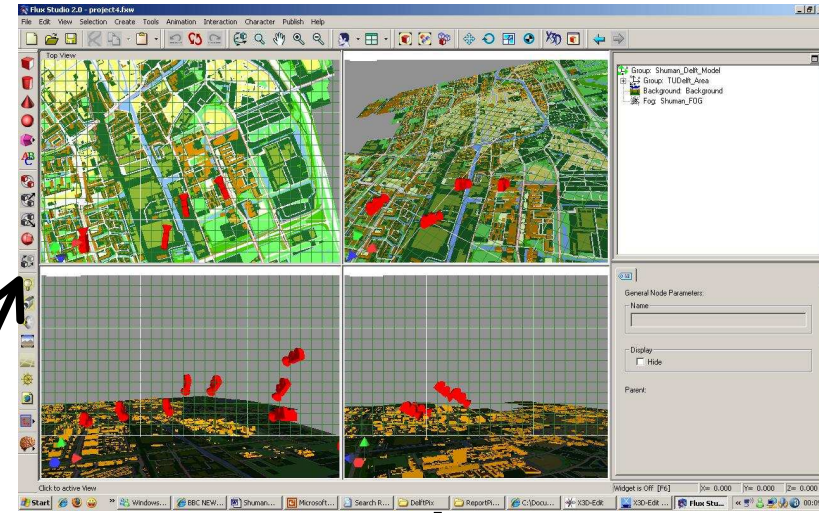 Flux Studio 2.0 - project4.fxw
File Edit View Selection Create Tools Animation Interaction Character Publish Help
Top View
Group: Shuman_Delft_Model
Group: TUDelft_Area
Background: Background
Fog: Shuman_FOG
AB
C
General Node Parameters:
Name
Display
Hide
Parent:
Click to active View
Widget is Off [F6] X= 0.000 Y= 0.000 Z= 0.000
Start Windows... BBC NEW... Shuman... Microsoft... Search R... DelftPix ReportPi... C:\Docu... X3D-Edit X3D-Edit ... Flux Stu...